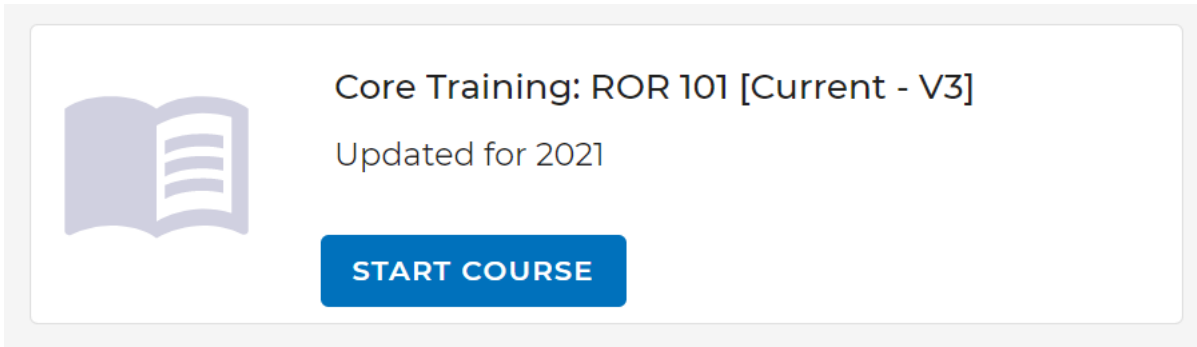 Core Training: ROR 101 [Current - V3]
Updated for 2021
START COURSE